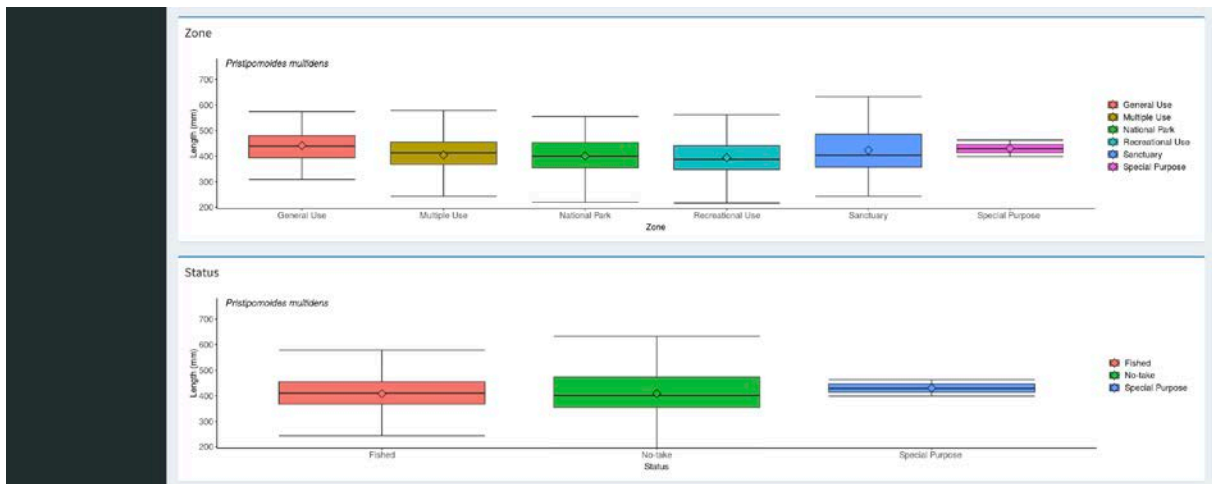 Zone
Pristipomoides multidens
700
600
500
400
300
200
Length (mm)
General Use
Multiple Use
National Park
Recreational Use
Sanctuary
Special Purpose
Zone
General Use
Multiple Use
National Park
Recreational Use
Sanctuary
Special Purpose
Status
Pristipomoides multidens
700
600
500
400
300
200
Length (mm)
Fished
No-take
Special Purpose
Status
Fished
No-take
Special Purpose